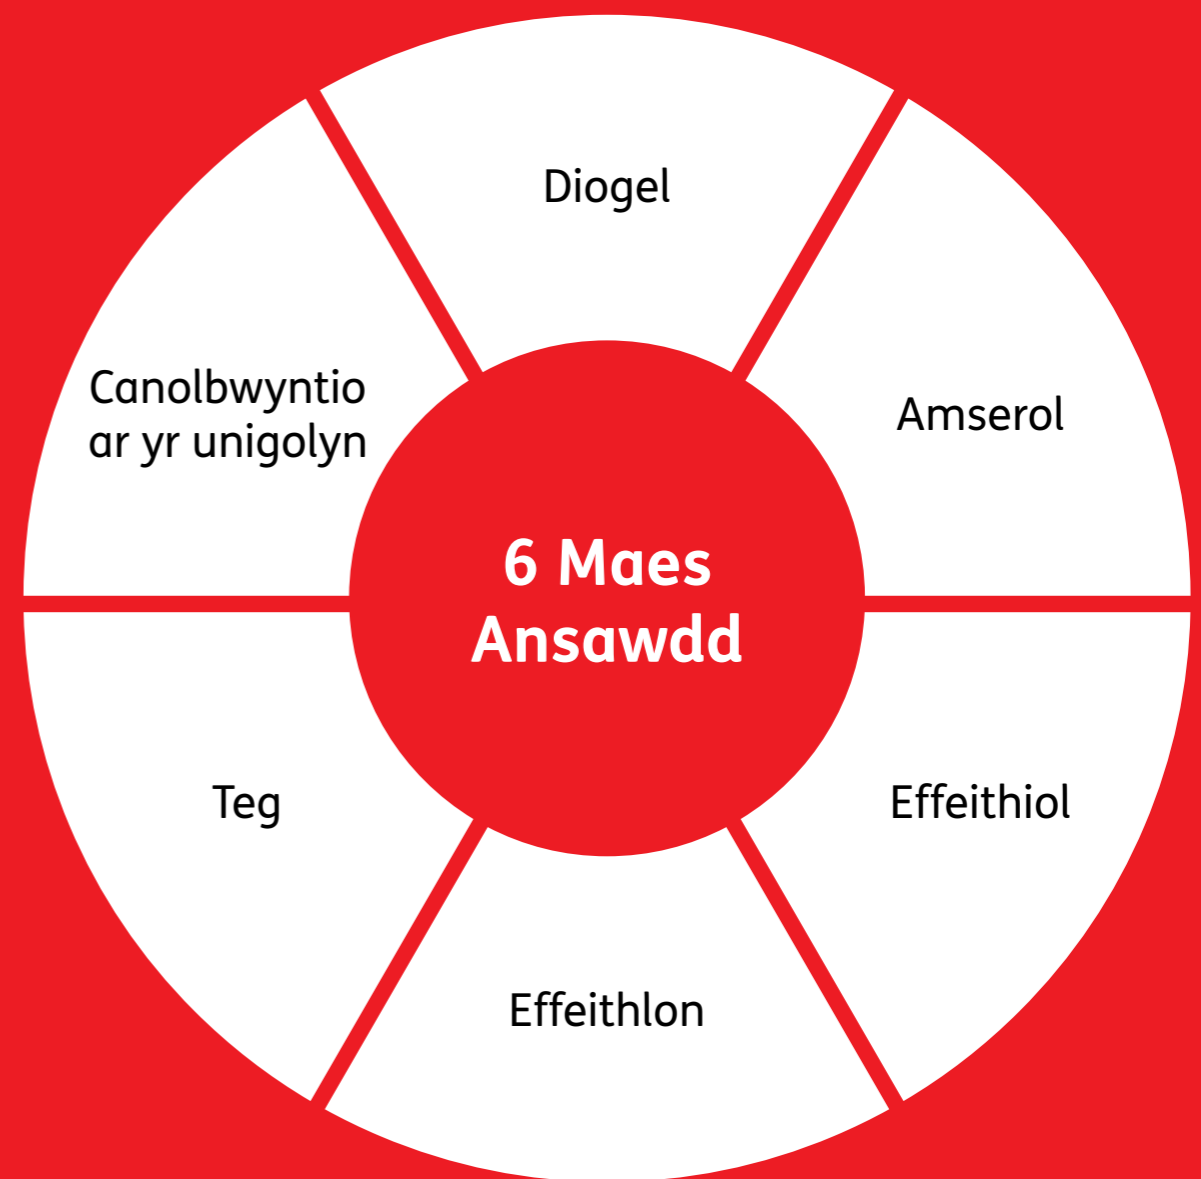 Diogel
Amserol
Effeithiol
Effeithlon
Teg
Canolbwyntio
ar yr unigolyn
6 Maes
Ansawdd